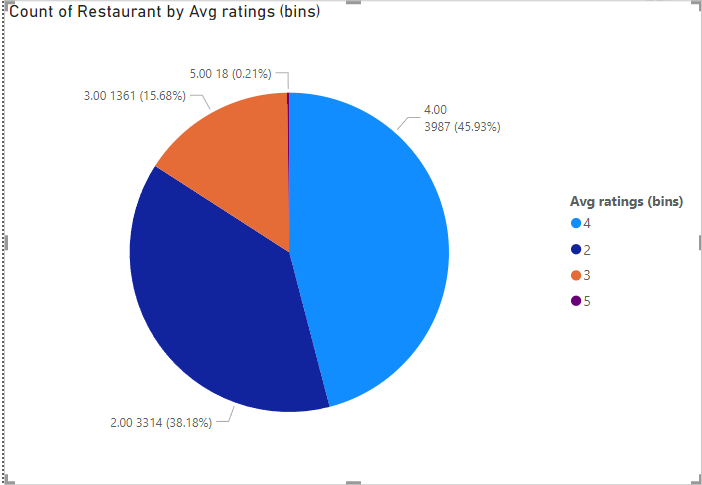 Count of Restaurant by Avg ratings (bins)
5.00 18 (0.21%)
3.00 1361 (15.68%)
4.00
3987 (45.93%)
Avg ratings (bins)
4
2
3
5
2.00 3314 (38.18%)